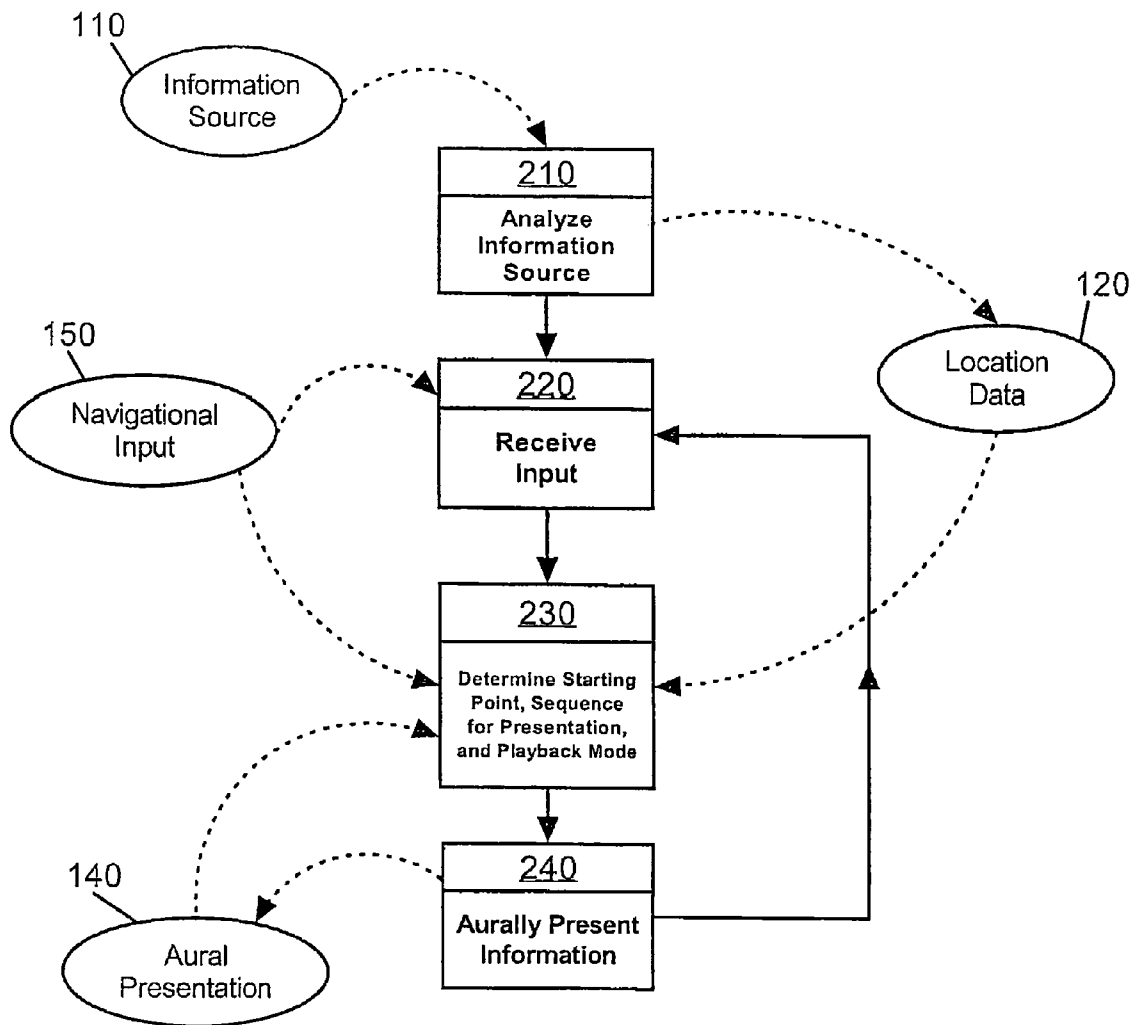 110
Information
Source
210
Analyze
Information
Source
120
Location
Data
150
Navigational
Input
220
Receive
Input
230
Determine Starting
Point, Sequence
for Presentation,
and Playback Mode
140
Aural
Presentation
240
Aurally Present
Information